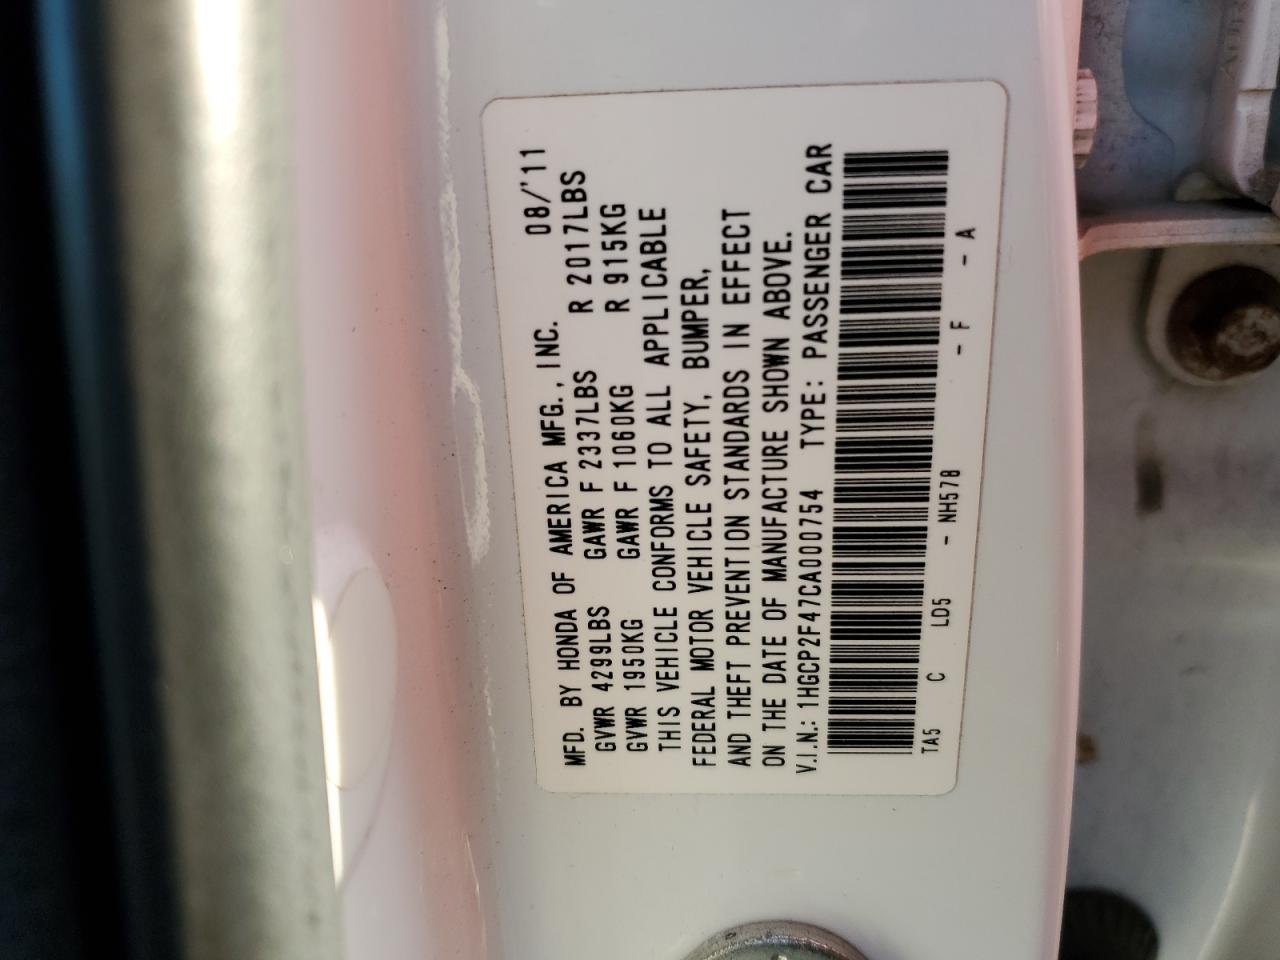 MFD. BY HONDA OF AMERICA MFG., INC. 08/'11
GVWR 4299LBS GAWR F 2337LBS R 2017LBS
GVWR 1950KG GAWR F 1060KG R 915KG
THIS VEHICLE CONFORMS TO ALL APPLICABLE
FEDERAL MOTOR VEHICLE SAFETY, BUMPER,
AND THEFT PREVENTION STANDARDS IN EFFECT
ON THE DATE OF MANUFACTURE SHOWN ABOVE.
V.I.N.: 1HGCP2F47CA000754 TYPE: PASSENGER CAR
TA5 C LD5 - NH578 - F - A